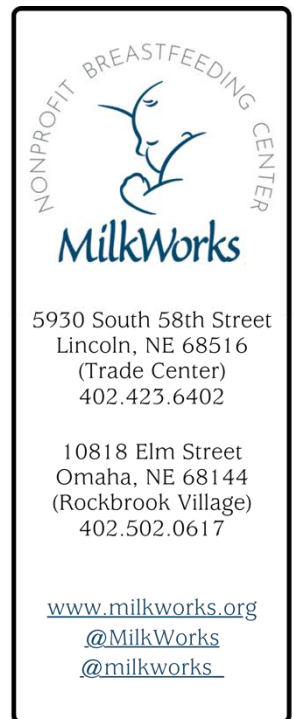 NONPROFIT BREASTFEEDING CENTER
MilkWorks
5930 South 58th Street
Lincoln, NE 68516
(Trade Center)
402.423.6402
10818 Elm Street
Omaha, NE 68144
(Rockbrook Village)
402.502.0617
www.milkworks.org
@MilkWorks
@milkworks_